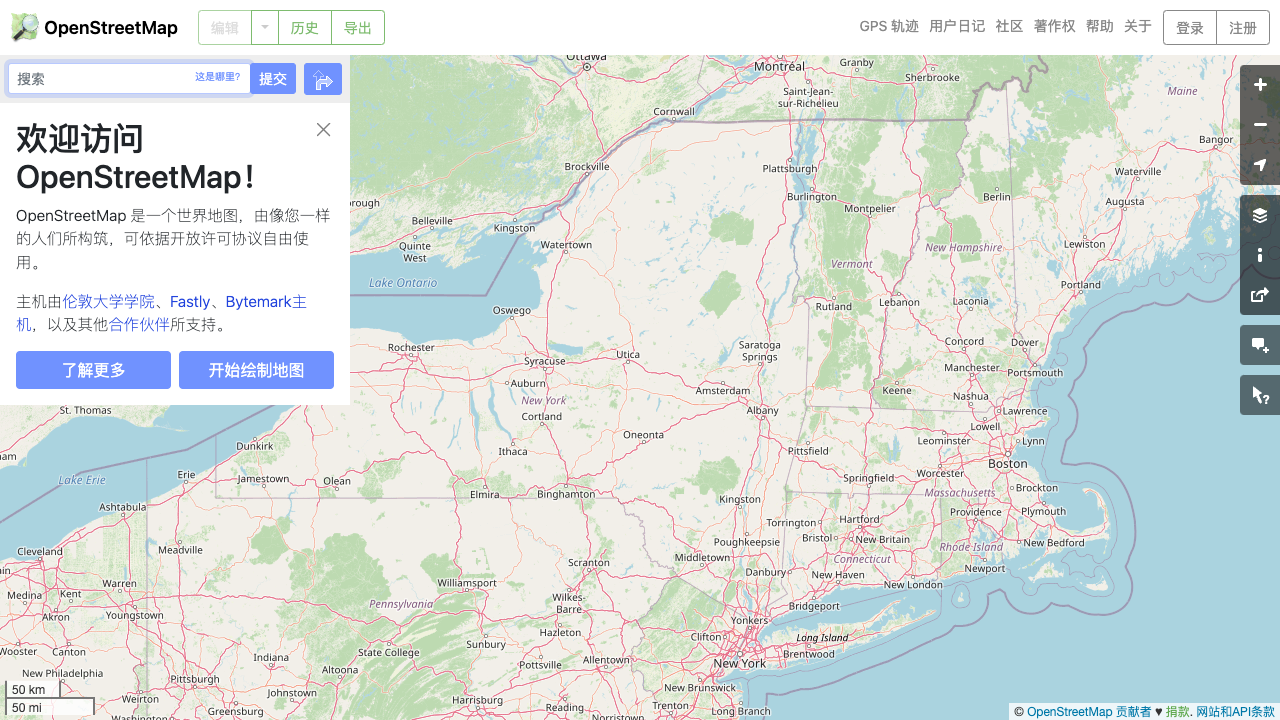 OpenStreetMap
编辑
历史
导出
GPS 轨迹
用户日记
社区
著作权
帮助
关于
登录
注册
搜索
这是哪里?
提交
欢迎访问
OpenStreetMap！
OpenStreetMap 是一个世界地图，由像您一样
的人们所构筑，可依据开放许可协议自由使
用。
主机由伦敦大学学院、Fastly、Bytemark主
机，以及其他合作伙伴所支持。
了解更多
开始绘制地图
Ottawa
Montréal
Granby
Sherbrooke
Saint-Jean-
sur-Richelieu
Maine
Cornwall
Bangor
Brockville
Plattsburgh
Waterville
Burlington
Berlin
Augusta
orough
Belleville
Kingston
Montpelier
Quinte
West
Watertown
New Hampshire
Lewiston
Vermont
Lake Ontario
Portland
Oswego
Rutland
Lebanon
Laconia
Rochester
Syracuse
Utica
Saratoga
Springs
Concord
Dover
Manchester
Portsmouth
Auburn
Amsterdam
Keene
Nashua
New York
St. Thomas
Cortland
Albany
Lawrence
Lowell
Oneonta
Leominster
Lynn
Dunkirk
Ithaca
Pittsfield
Boston
ham
Lake Erie
Erie
Jamestown
Olean
Worcester
Springfield
Elmira
Binghamton
Kingston
Massachusetts
Brockton
Ashtabula
Providence
Plymouth
Torrington
Hartford
Bristol
New Britain
Poughkeepsie
Rhode Island
New Bedford
Cleveland
Meadville
Middletown
Connecticut
Scranton
Danbury
Newport
New Haven
New London
Warren
Williamsport
Medina
Kent
Wilkes-
Barre
Bridgeport
Akron
Youngstown
Pennsylvania
Yonkers
Hazleton
Clifton
Long Island
Wooster
Canton
Sunbury
Indiana
State College
Brentwood
Allentown
New York
Pottsville
Altoona
New Philadelphia
Pittsburgh
New Brunswick
Johnstown
Weirton
Harrisburg
Reading
Greensburg
Long Branch
Washington
Lancaster
Norristown
50 km
50 mi
© OpenStreetMap 贡献者 ♥ 捐款. 网站和API条款